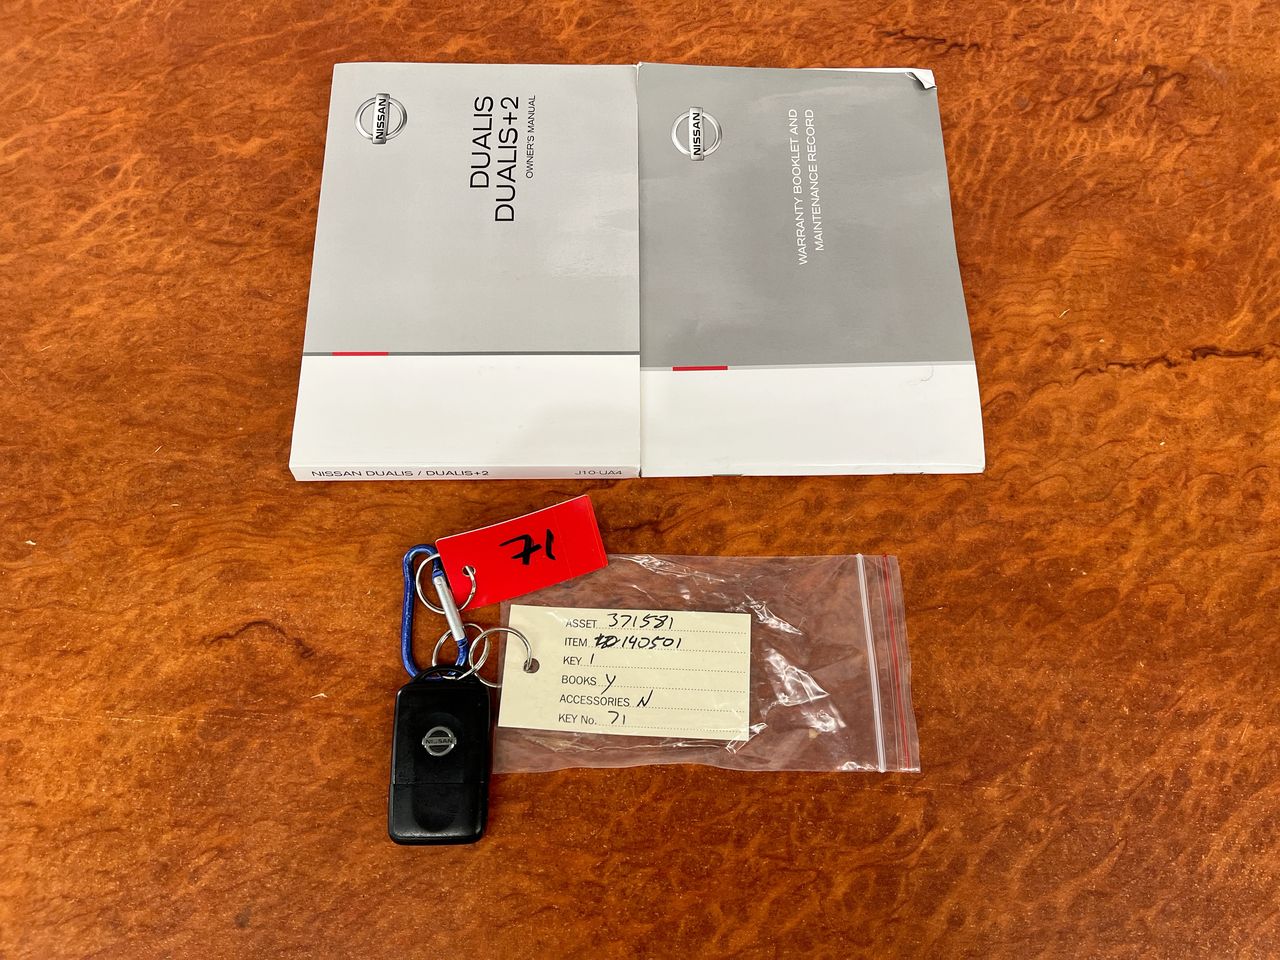 NISSAN
DUALIS
DUALIS+2
OWNER'S MANUAL
NISSAN DUALIS / DUALIS+2
J10-UA4
NISSAN
WARRANTY BOOKLET AND
MAINTENANCE RECORD
71
ASSET 371581
ITEM 140501
KEY 1
BOOKS Y
ACCESSORIES N
KEY No. 71
NISSAN